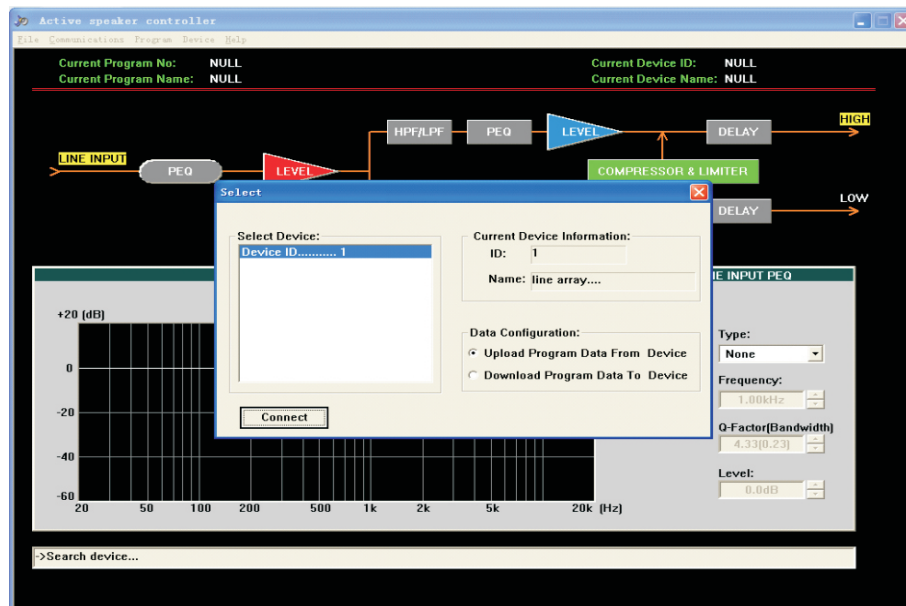 Active speaker controller
File Communications Program Device Help
Current Program No: NULL
Current Device ID: NULL
Current Program Name: NULL
Current Device Name: NULL
HIGH
HPF/LPF
PEQ
LEVEL
DELAY
LINE INPUT
PEQ
LEVEL
COMPRESSOR & LIMITER
LOW
DELAY
Select
Select Device:
Device ID........... 1
Current Device Information:
ID: 1
Name: line array....
Data Configuration:
Upload Program Data From Device
Download Program Data To Device
Connect
INPUT PEQ
+20 (dB)
0
-20
-40
-60
20 50 100 200 500 1k 2k 5k 20k (Hz)
Type:
None
Frequency:
1.00kHz
Q-Factor(Bandwidth)
4.33(0.23)
Level:
0.0dB
->Search device...